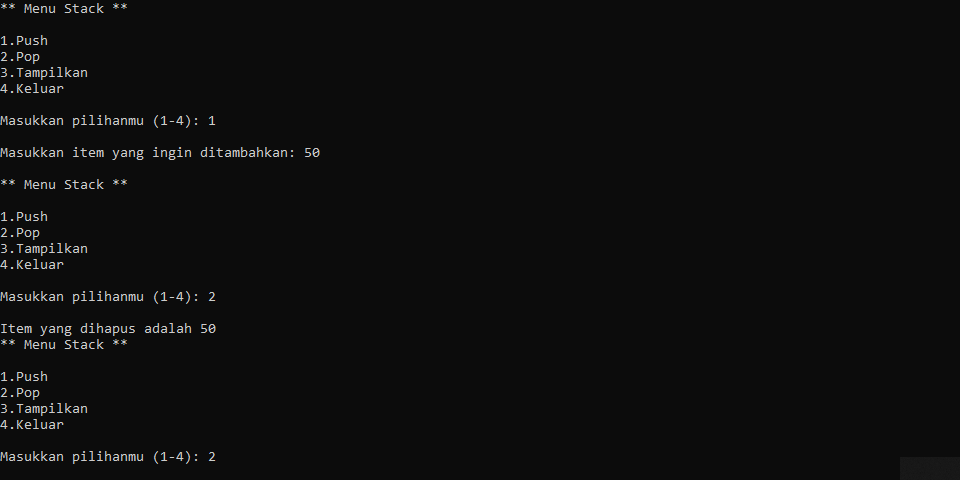 ** Menu Stack **
1.Push
2.Pop
3.Tampilkan
4.Keluar
Masukkan pilihanmu (1-4): 1
Masukkan item yang ingin ditambahkan: 50
** Menu Stack **
1.Push
2.Pop
3.Tampilkan
4.Keluar
Masukkan pilihanmu (1-4): 2
Item yang dihapus adalah 50
** Menu Stack **
1.Push
2.Pop
3.Tampilkan
4.Keluar
Masukkan pilihanmu (1-4): 2